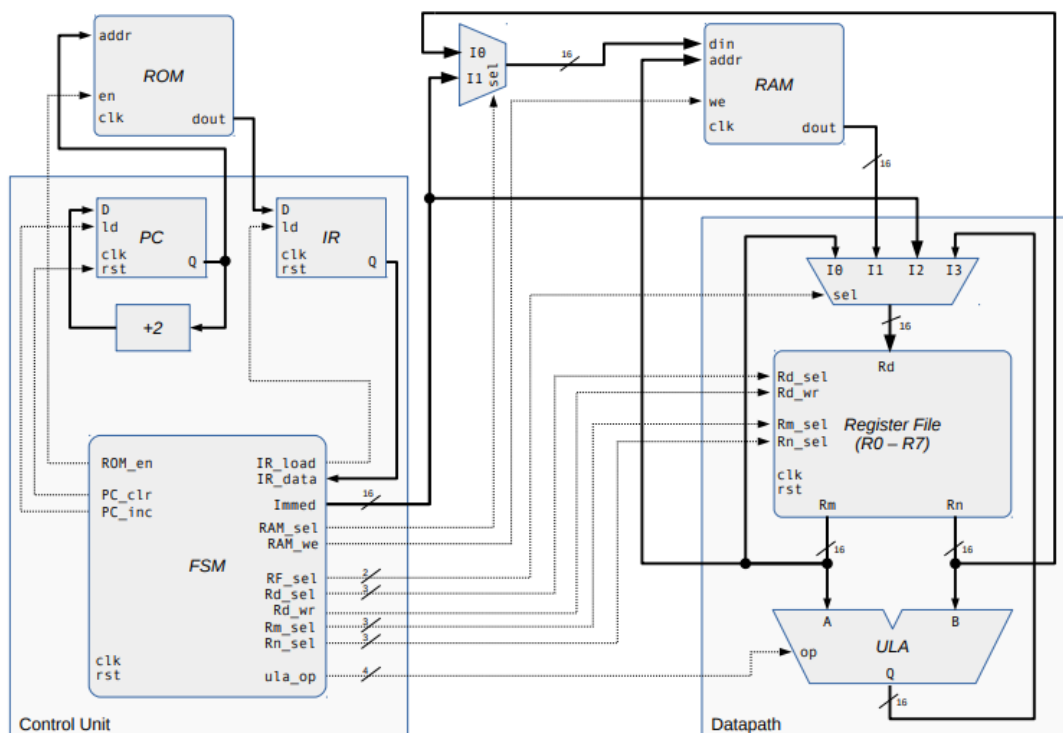 addr
ROM
en
clk
dout
I0
I1
sel
16
din
addr
RAM
we
clk
dout
16
D
ld
PC
clk
rst
Q
+2
D
ld
IR
clk
rst
Q
ROM_en
PC_clr
PC_inc
FSM
clk
rst
IR_load
IR_data
Immed
16
RAM_sel
RAM_we
RF_sel
2
Rd_sel
3
Rd_wr
Rm_sel
3
Rn_sel
3
ula_op
4
Control Unit
I0 I1 I2 I3
sel
16
Rd
Rd_sel
Rd_wr
Rm_sel
Rn_sel
Register File
(R0 – R7)
clk
rst
Rm
Rn
16
16
A
B
op
ULA
Q
16
Datapath